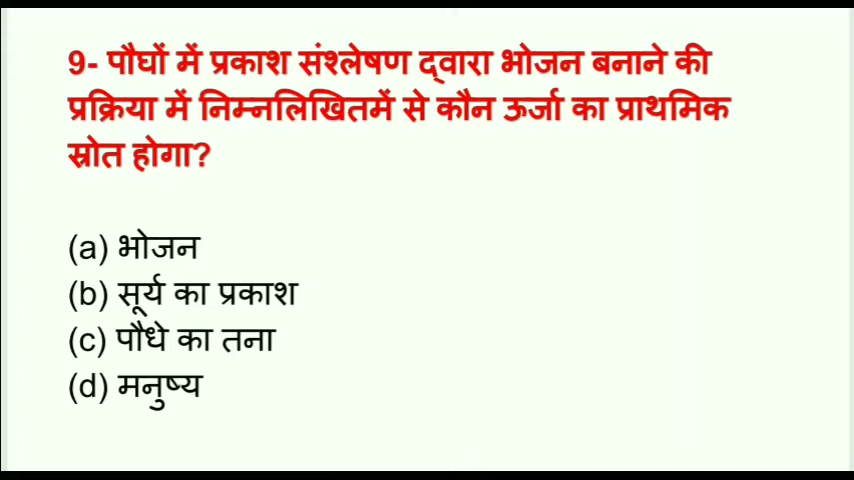 9- पौघों में प्रकाश संश्लेषण द्वारा भोजन बनाने की
प्रक्रिया में निम्नलिखितमें से कौन ऊर्जा का प्राथमिक
स्रोत होगा?
(a) भोजन
(b) सूर्य का प्रकाश
(c) पौधे का तना
(d) मनुष्य